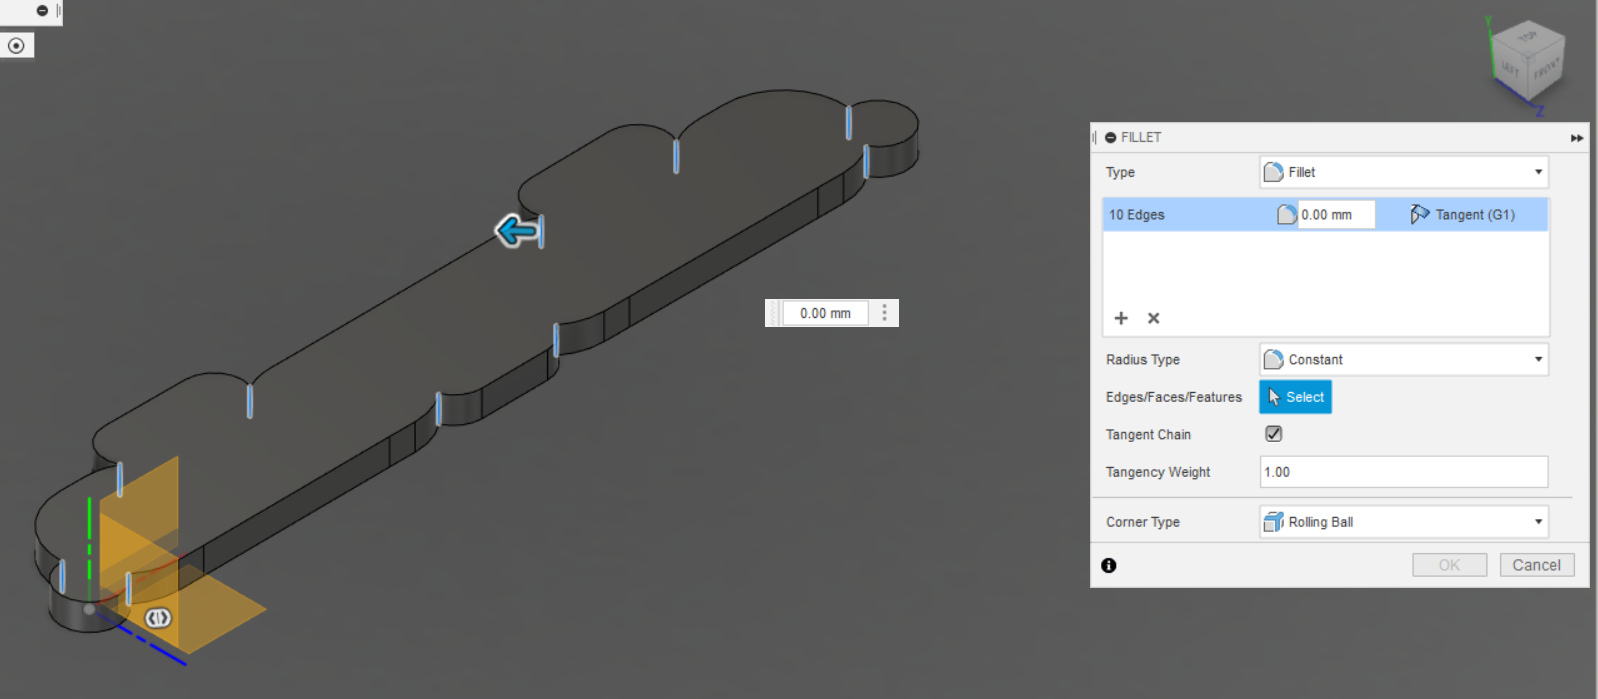 Y
TOP
LEFT
FRONT
Z
FILLET
Type
Fillet
10 Edges
0.00 mm
Tangent (G1)
0.00 mm
Radius Type
Constant
Edges/Faces/Features
Select
Tangent Chain
Tangency Weight
1.00
Corner Type
Rolling Ball
OK
Cancel